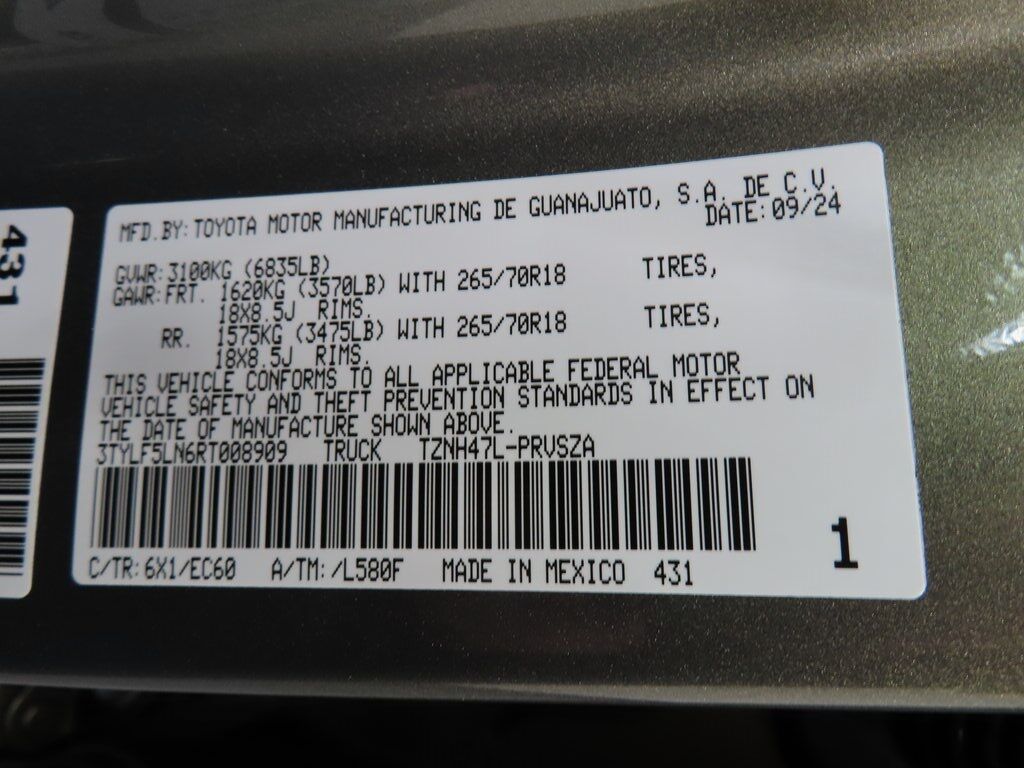 431
MFD.BY: TOYOTA MOTOR MANUFACTURING DE GUANAJUATO, S.A. DE C.V.
DATE: 09/24
GVWR: 3100KG (6835LB)
GAWR: FRT. 1620KG (3570LB) WITH 265/70R18 TIRES,
18X8.5J RIMS.
RR. 1575KG (3475LB) WITH 265/70R18 TIRES,
18X8.5J RIMS.
THIS VEHICLE CONFORMS TO ALL APPLICABLE FEDERAL MOTOR
VEHICLE SAFETY AND THEFT PREVENTION STANDARDS IN EFFECT ON
THE DATE OF MANUFACTURE SHOWN ABOVE.
3TYLF5LN6RT008909 TRUCK TZNH47L-PRVSZA
C/TR: 6X1/EC60 A/TM: /L580F MADE IN MEXICO 431
1